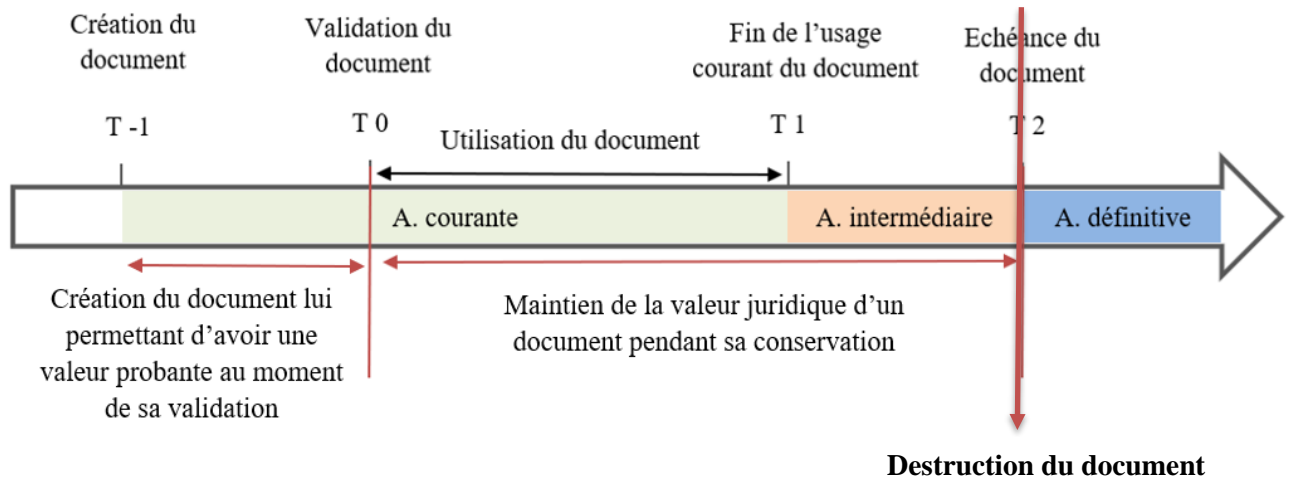 Création du
document
Validation du
document
Fin de l'usage
courant du document
Echéance du
document
T -1
T 0
Utilisation du document
T 1
T 2
A. courante
A. intermédiaire
A. définitive
Création du document lui
permettant d'avoir une
valeur probante au moment
de sa validation
Maintien de la valeur juridique d'un
document pendant sa conservation
Destruction du document